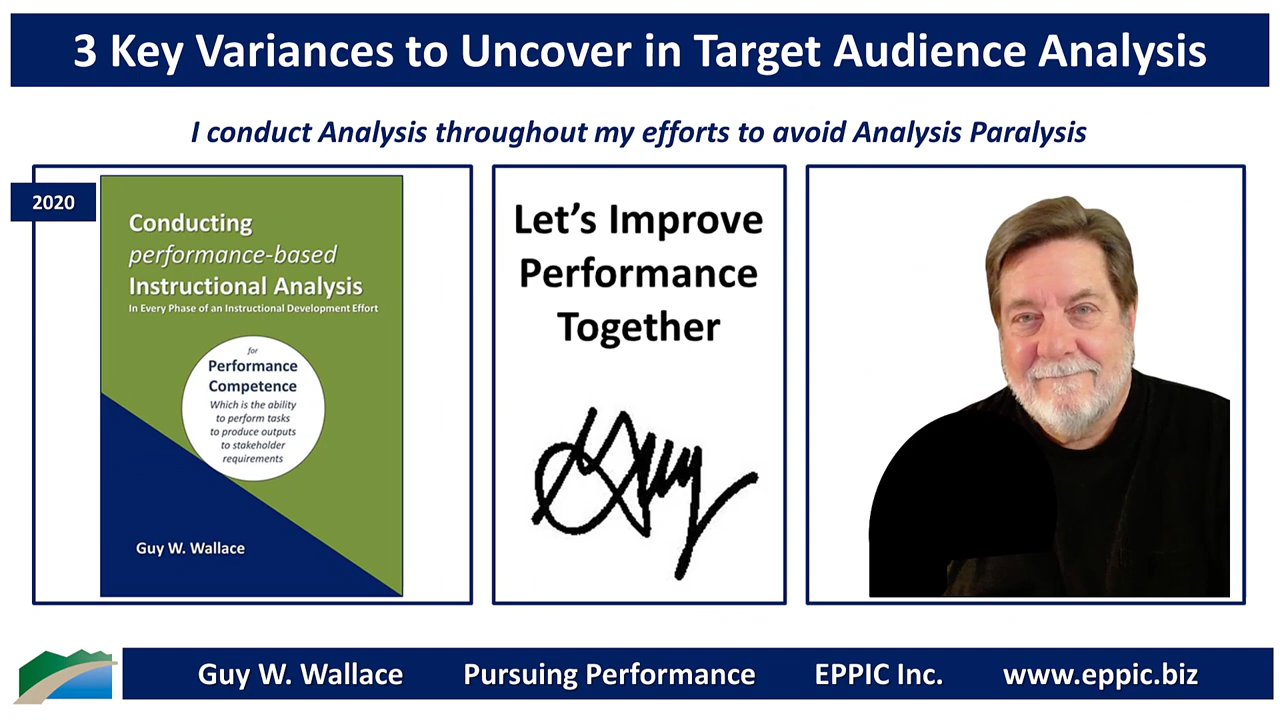 3 Key Variances to Uncover in Target Audience Analysis
I conduct Analysis throughout my efforts to avoid Analysis Paralysis
2020
Conducting
performance-based
Instructional Analysis
In Every Phase of an Instructional Development Effort
for
Performance
Competence
Which is the ability
to perform tasks
to produce outputs
to stakeholder
requirements
Guy W. Wallace
Let's Improve
Performance
Together
Guy
Guy W. Wallace Pursuing Performance EPPIC Inc. www.eppic.biz